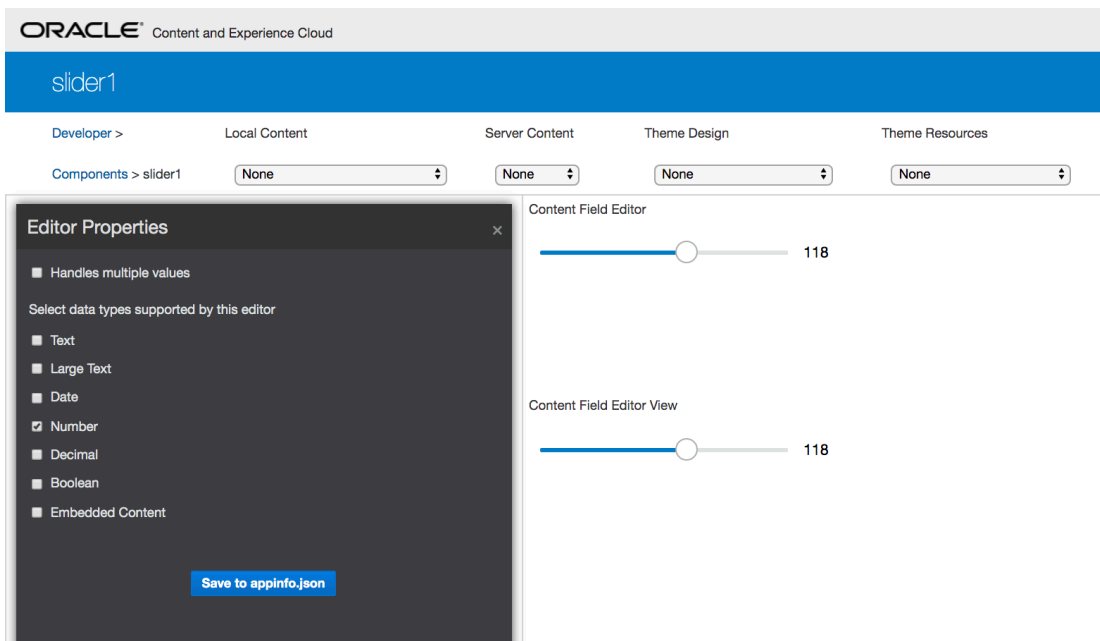 ORACLE® Content and Experience Cloud
slider1
Developer > Local Content Server Content Theme Design Theme Resources
Components > slider1 None None None None
Editor Properties ×
Handles multiple values
Select data types supported by this editor
Text
Large Text
Date
Number
Decimal
Boolean
Embedded Content
Save to appinfo.json
Content Field Editor
118
Content Field Editor View
118